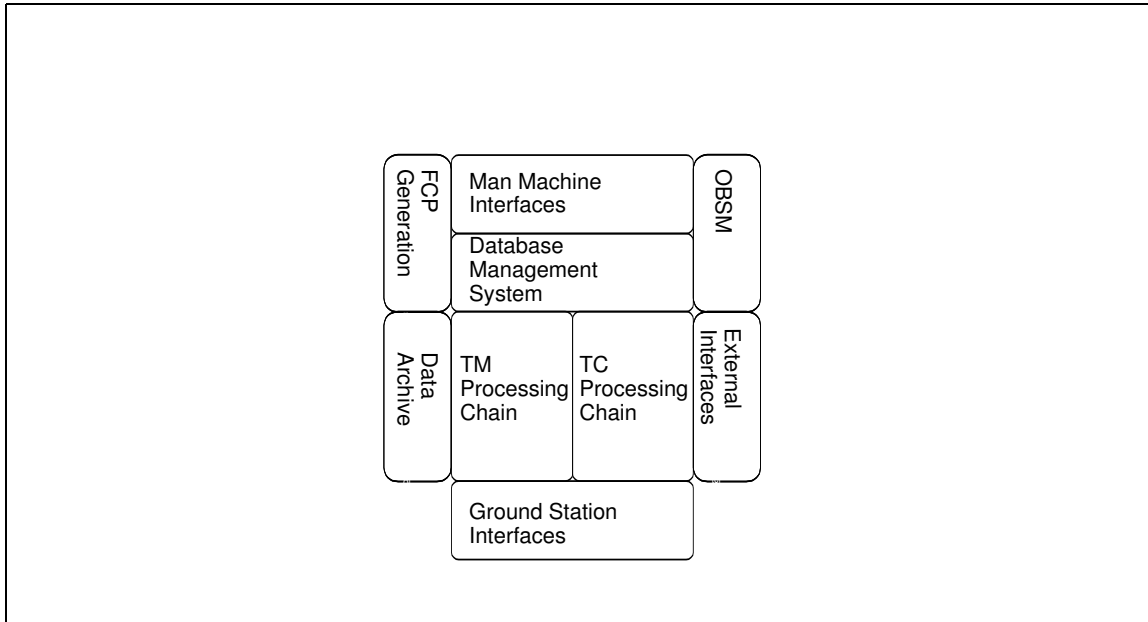 FCP
Generation
Man Machine
Interfaces
OBSM
Database
Management
System
Data
Archive
TM
Processing
Chain
TC
Processing
Chain
External
Interfaces
Ground Station
Interfaces